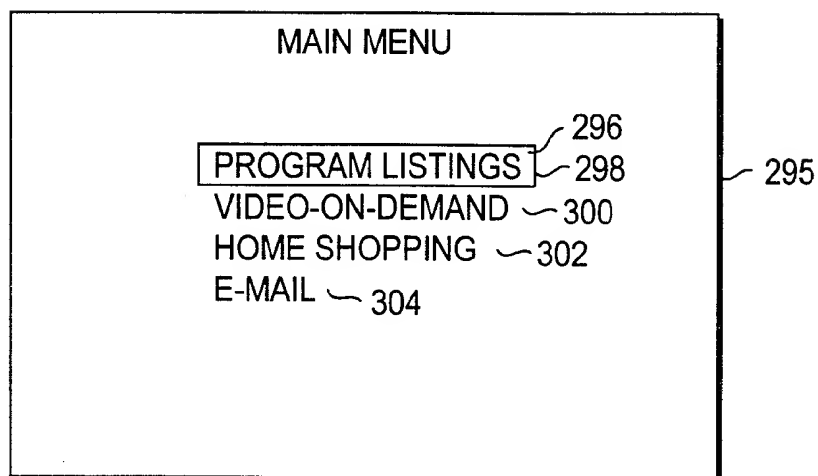 MAIN MENU
296
PROGRAM LISTINGS 298
295
VIDEO-ON-DEMAND 300
HOME SHOPPING 302
E-MAIL 304